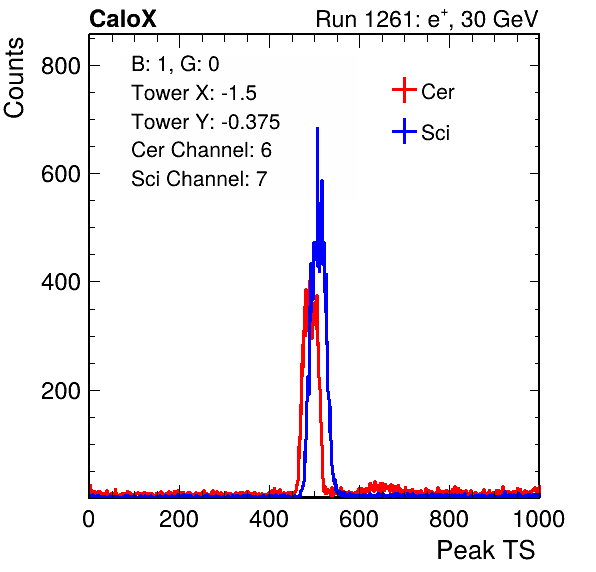 CaloX
Run 1261: e+, 30 GeV
Counts
B: 1, G: 0
Tower X: -1.5
Tower Y: -0.375
Cer Channel: 6
Sci Channel: 7
Cer
Sci
800
600
400
200
0 200 400 600 800 1000
Peak TS